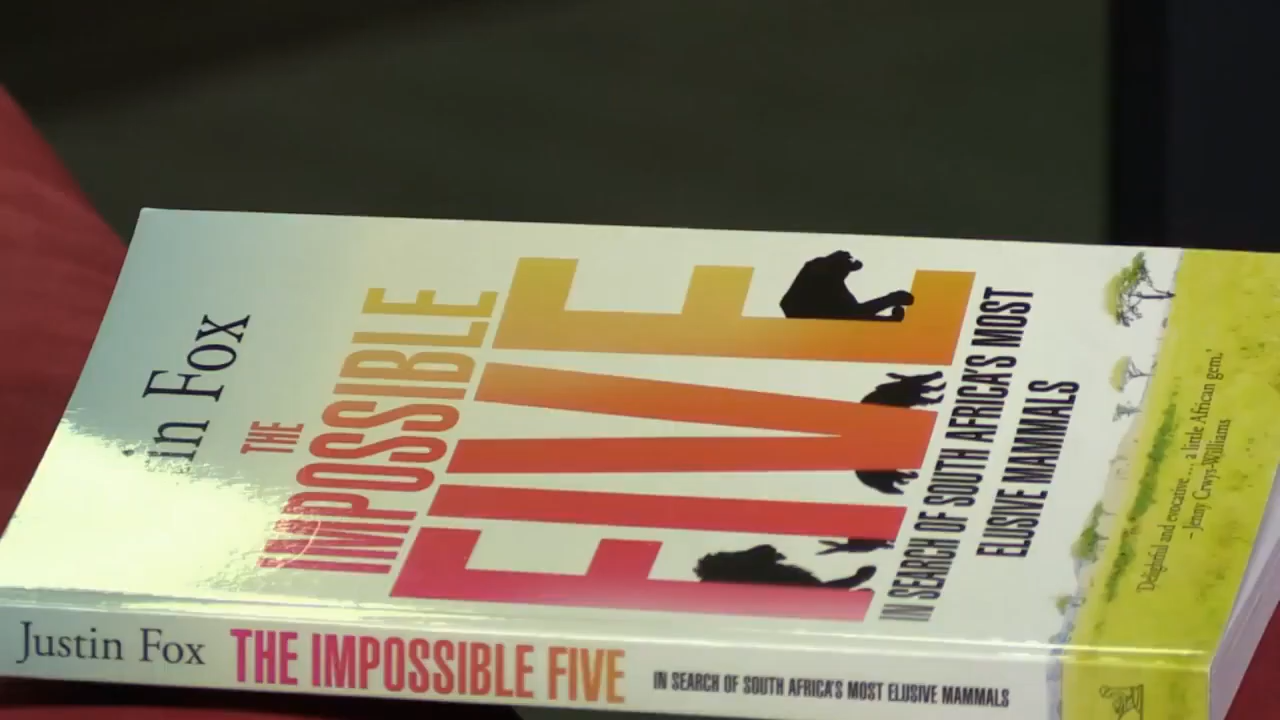 in Fox
THE
IMPOSSIBLE
FIVE
IN SEARCH OF SOUTH AFRICA'S MOST
ELUSIVE MAMMALS
'Delightful and evocative... a little African gem.'
– Jenny Crwys-Williams
Justin Fox THE IMPOSSIBLE FIVE IN SEARCH OF SOUTH AFRICA'S MOST ELUSIVE MAMMALS